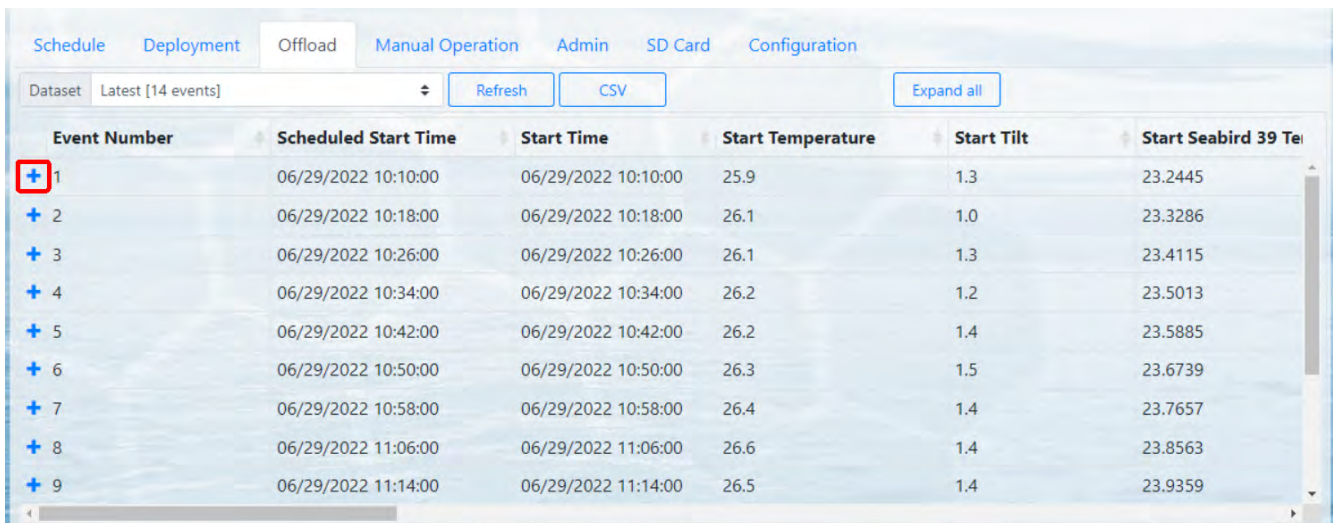 Schedule Deployment Offload Manual Operation Admin SD Card Configuration
Dataset Latest [14 events] Refresh CSV Expand all
Event Number Scheduled Start Time Start Time Start Temperature Start Tilt Start Seabird 39 Te
1 06/29/2022 10:10:00 06/29/2022 10:10:00 25.9 1.3 23.2445
2 06/29/2022 10:18:00 06/29/2022 10:18:00 26.1 1.0 23.3286
3 06/29/2022 10:26:00 06/29/2022 10:26:00 26.1 1.3 23.4115
4 06/29/2022 10:34:00 06/29/2022 10:34:00 26.2 1.2 23.5013
5 06/29/2022 10:42:00 06/29/2022 10:42:00 26.2 1.4 23.5885
6 06/29/2022 10:50:00 06/29/2022 10:50:00 26.3 1.5 23.6739
7 06/29/2022 10:58:00 06/29/2022 10:58:00 26.4 1.4 23.7657
8 06/29/2022 11:06:00 06/29/2022 11:06:00 26.6 1.4 23.8563
9 06/29/2022 11:14:00 06/29/2022 11:14:00 26.5 1.4 23.9359